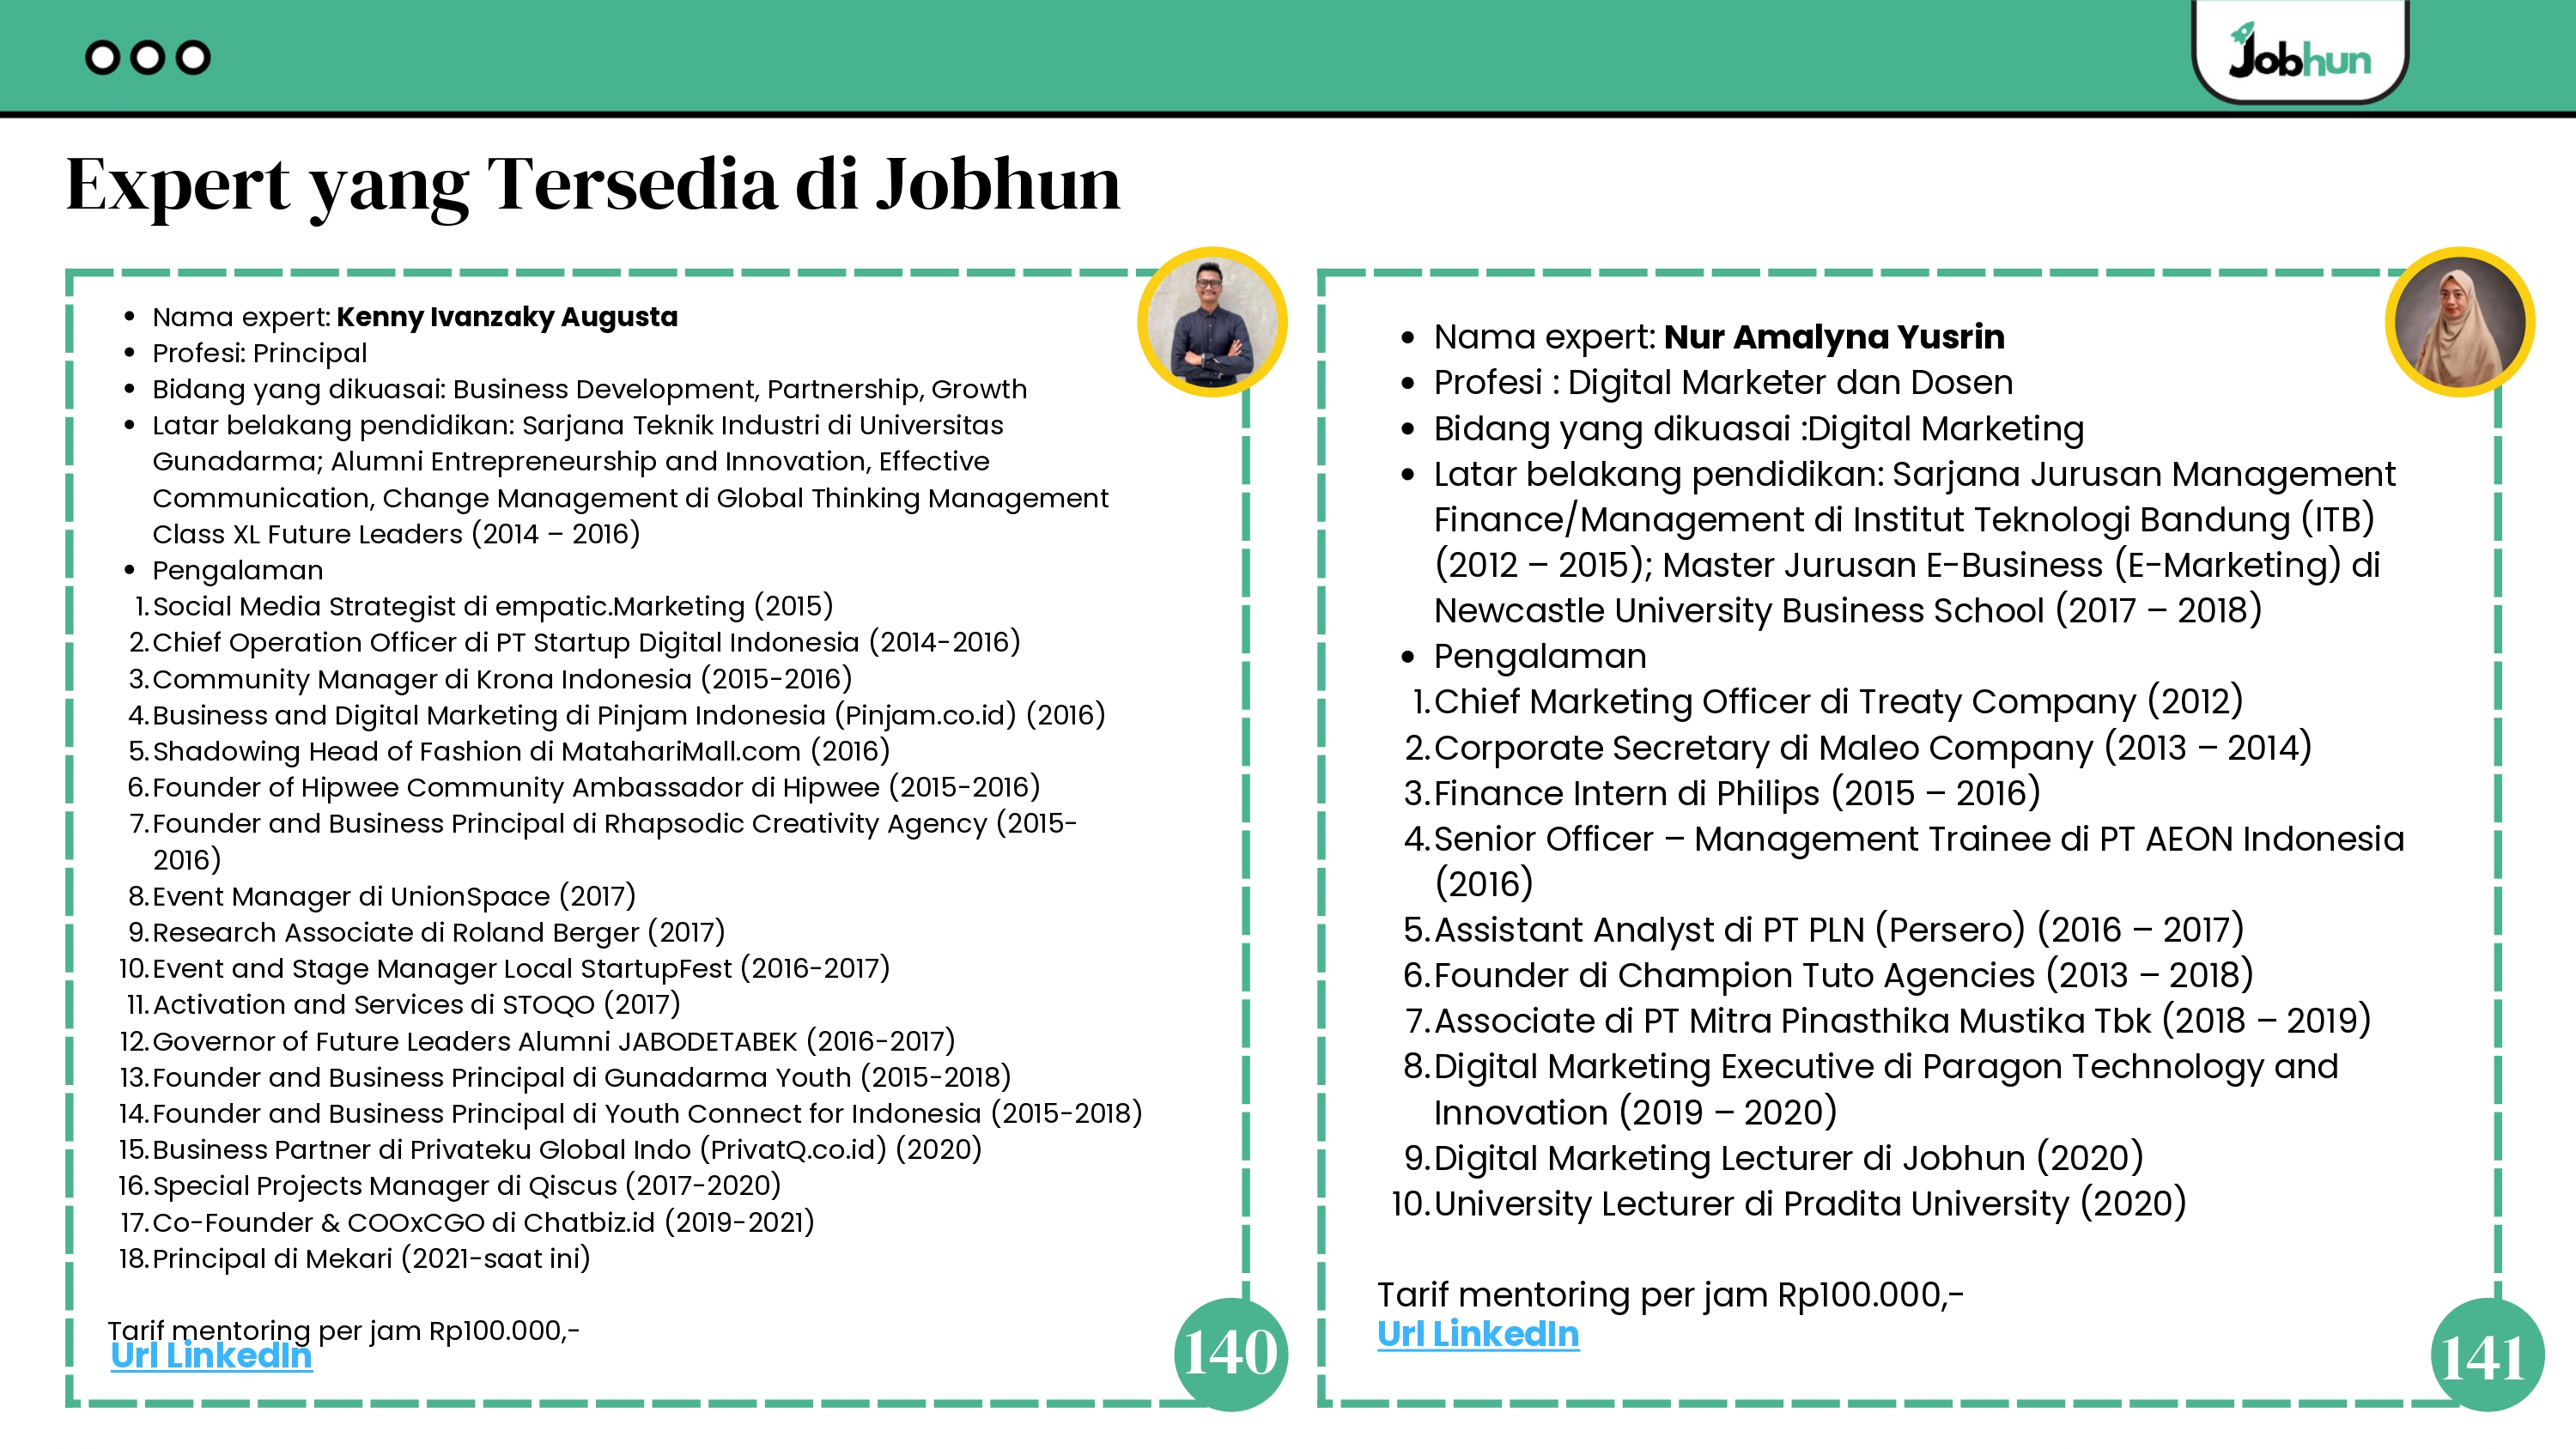 Jobhun
Expert yang Tersedia di Jobhun
• Nama expert: Kenny Ivanzaky Augusta
• Profesi: Principal
• Bidang yang dikuasai: Business Development, Partnership, Growth
• Latar belakang pendidikan: Sarjana Teknik Industri di Universitas
Gunadarma; Alumni Entrepreneurship and Innovation, Effective
Communication, Change Management di Global Thinking Management
Class XL Future Leaders (2014 – 2016)
• Pengalaman
1. Social Media Strategist di empatic.Marketing (2015)
2. Chief Operation Officer di PT Startup Digital Indonesia (2014-2016)
3. Community Manager di Krona Indonesia (2015-2016)
4. Business and Digital Marketing di Pinjam Indonesia (Pinjam.co.id) (2016)
5. Shadowing Head of Fashion di MatahariMall.com (2016)
6. Founder of Hipwee Community Ambassador di Hipwee (2015-2016)
7. Founder and Business Principal di Rhapsodic Creativity Agency (2015-
2016)
8. Event Manager di UnionSpace (2017)
9. Research Associate di Roland Berger (2017)
10. Event and Stage Manager Local StartupFest (2016-2017)
11. Activation and Services di STOQO (2017)
12. Governor of Future Leaders Alumni JABODETABEK (2016-2017)
13. Founder and Business Principal di Gunadarma Youth (2015-2018)
14. Founder and Business Principal di Youth Connect for Indonesia (2015-2018)
15. Business Partner di Privateku Global Indo (PrivatQ.co.id) (2020)
16. Special Projects Manager di Qiscus (2017-2020)
17. Co-Founder & COOxCGO di Chatbiz.id (2019-2021)
18. Principal di Mekari (2021-saat ini)
Tarif mentoring per jam Rp100.000,-
Url LinkedIn
140
• Nama expert: Nur Amalyna Yusrin
• Profesi : Digital Marketer dan Dosen
• Bidang yang dikuasai :Digital Marketing
• Latar belakang pendidikan: Sarjana Jurusan Management
Finance/Management di Institut Teknologi Bandung (ITB)
(2012 – 2015); Master Jurusan E-Business (E-Marketing) di
Newcastle University Business School (2017 – 2018)
• Pengalaman
1. Chief Marketing Officer di Treaty Company (2012)
2. Corporate Secretary di Maleo Company (2013 – 2014)
3. Finance Intern di Philips (2015 – 2016)
4. Senior Officer – Management Trainee di PT AEON Indonesia
(2016)
5. Assistant Analyst di PT PLN (Persero) (2016 – 2017)
6. Founder di Champion Tuto Agencies (2013 – 2018)
7. Associate di PT Mitra Pinasthika Mustika Tbk (2018 – 2019)
8. Digital Marketing Executive di Paragon Technology and
Innovation (2019 – 2020)
9. Digital Marketing Lecturer di Jobhun (2020)
10. University Lecturer di Pradita University (2020)
Tarif mentoring per jam Rp100.000,-
Url LinkedIn
141